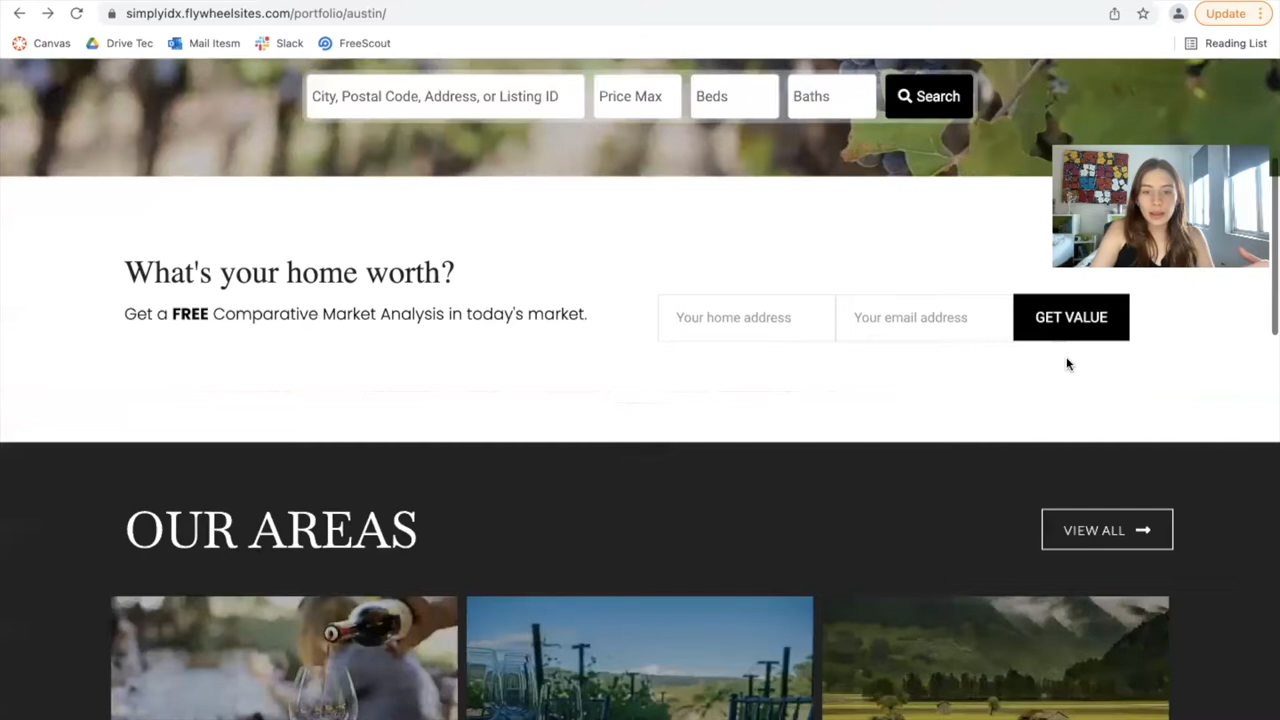 simplyidx.flywheelsites.com/portfolio/austin/
Update
Canvas Drive Tec Mail Itesm Slack FreeScout Reading List
City, Postal Code, Address, or Listing ID Price Max Beds Baths Search
What's your home worth?
Get a FREE Comparative Market Analysis in today's market.
Your home address Your email address GET VALUE
OUR AREAS
VIEW ALL